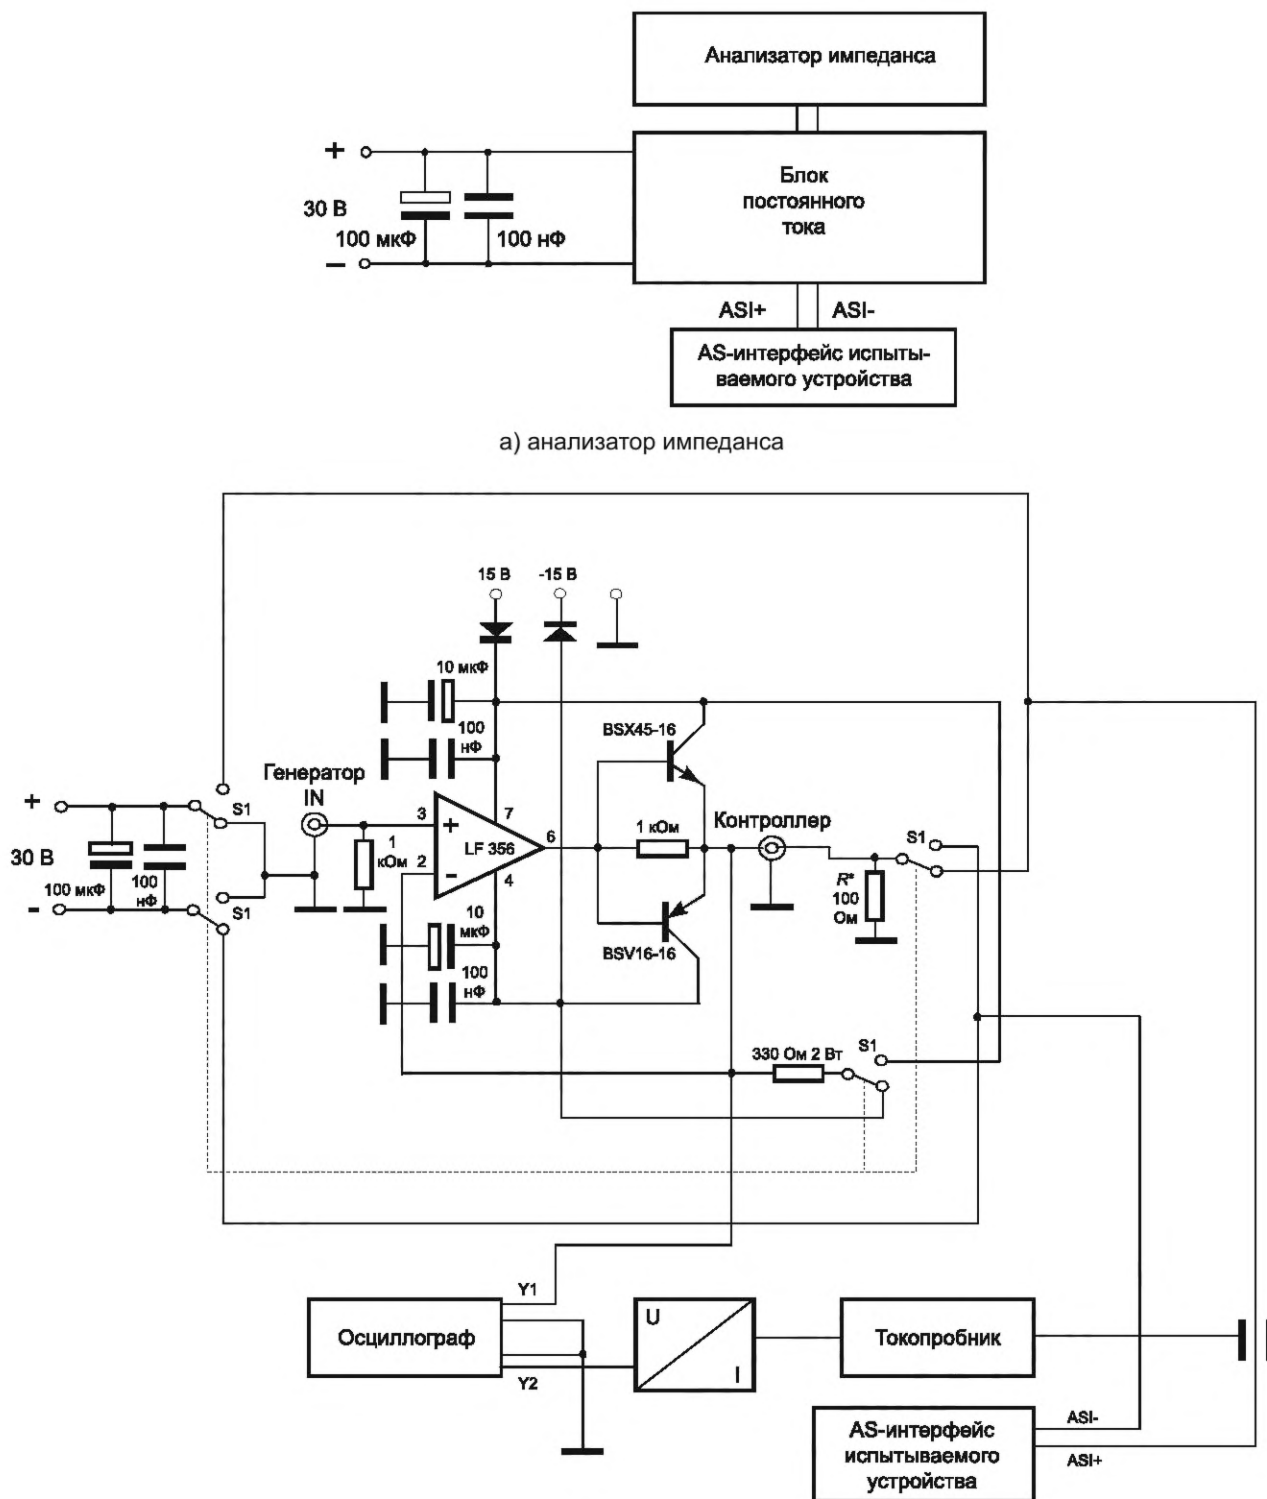 Анализатор импеданса
+
30 В
100 мкФ
100 нФ
−
Блок
постоянного
тока
ASI+
ASI-
AS-интерфейс испыты-
ваемого устройства
а) анализатор импеданса
15 В
-15 В
10 мкФ
100
нФ
BSX45-16
Генератор
IN
+
S1
3
+
7
1
кОм
LF 356
6
1 кОм
Контроллер
S1
30 В
2
-
4
R*
100
Ом
100 мкФ
100
нФ
-
S1
10
мкФ
BSV16-16
100
нФ
330 Ом 2 Вт
S1
Y1
Осциллограф
Y2
U
I
Токопробник
AS-интерфейс
испытываемого
устройства
ASI-
ASI+